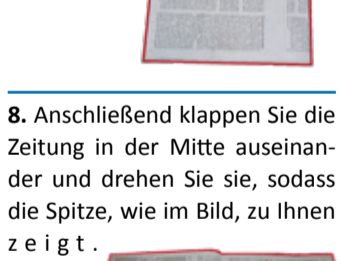 8. Anschließend klappen Sie die
Zeitung in der Mitte auseinan-
der und drehen Sie sie, sodass
die Spitze, wie im Bild, zu Ihnen
zeigt.